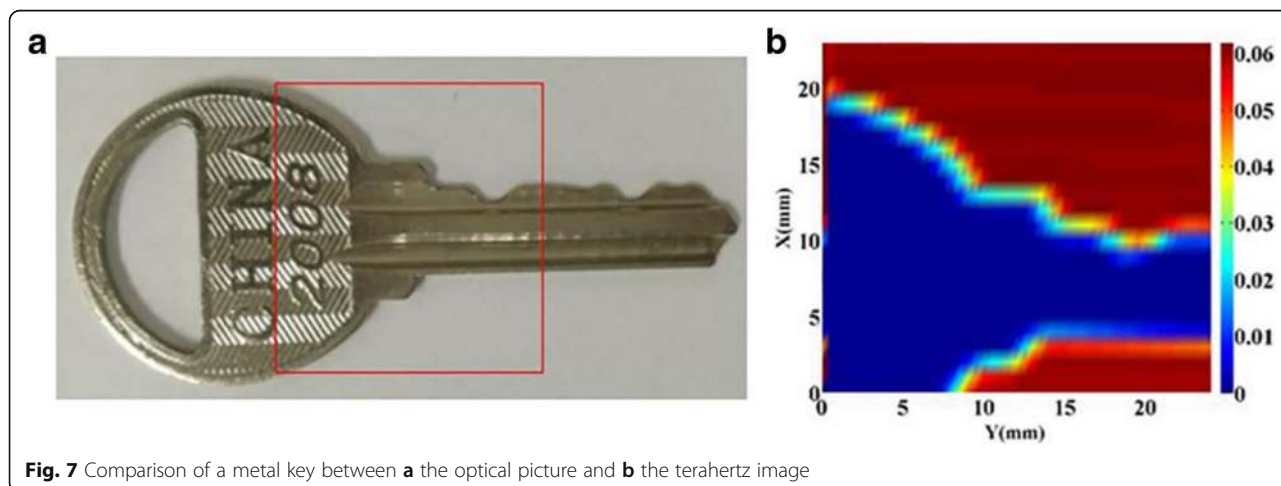 a
CHINA
2008
b
X(mm)
20
15
10
5
0
0 5 10 15 20
Y(mm)
0.06
0.05
0.04
0.03
0.02
0.01
0
Fig. 7 Comparison of a metal key between a the optical picture and b the terahertz image